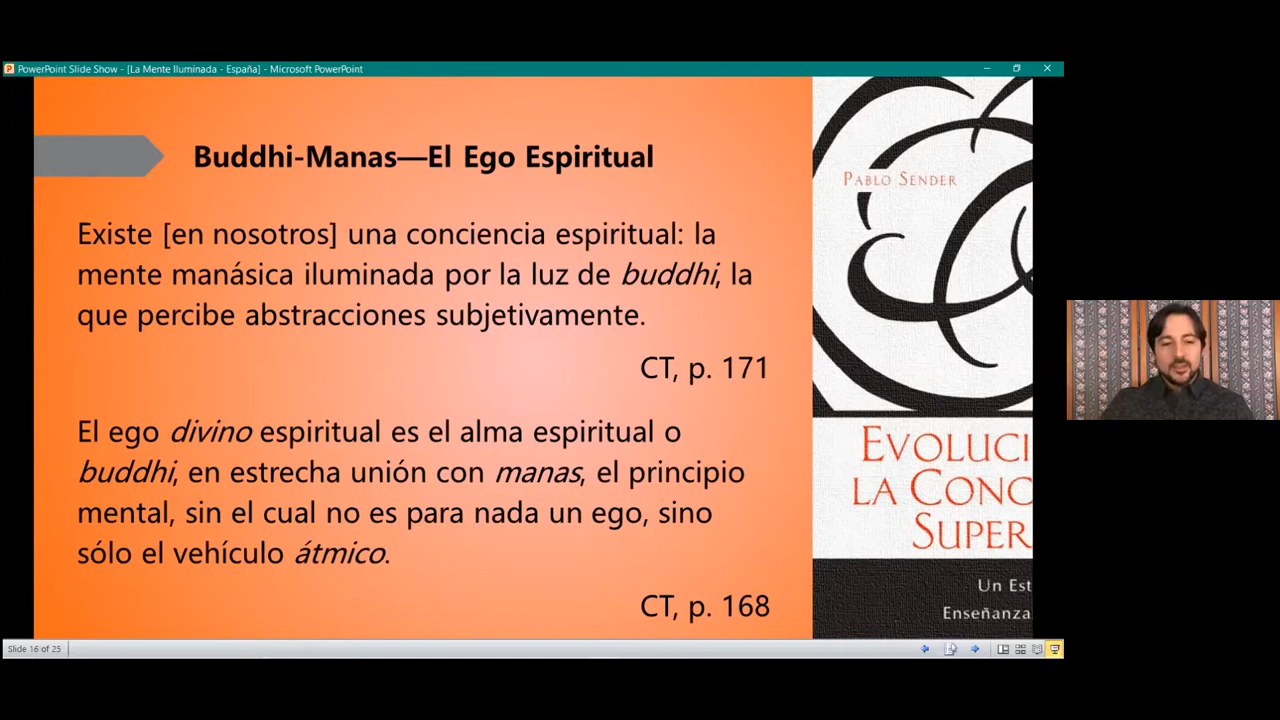 PowerPoint Slide Show - [La Mente Iluminada - España] - Microsoft PowerPoint
Buddhi-Manas—El Ego Espiritual
Existe [en nosotros] una conciencia espiritual: la
mente manásica iluminada por la luz de buddhi, la
que percibe abstracciones subjetivamente.
CT, p. 171
El ego divino espiritual es el alma espiritual o
buddhi, en estrecha unión con manas, el principio
mental, sin el cual no es para nada un ego, sino
sólo el vehículo átmico.
CT, p. 168
Pablo Sender
Evoluci
la Conc
Super
Un Est
Enseñanza
Slide 16 of 25